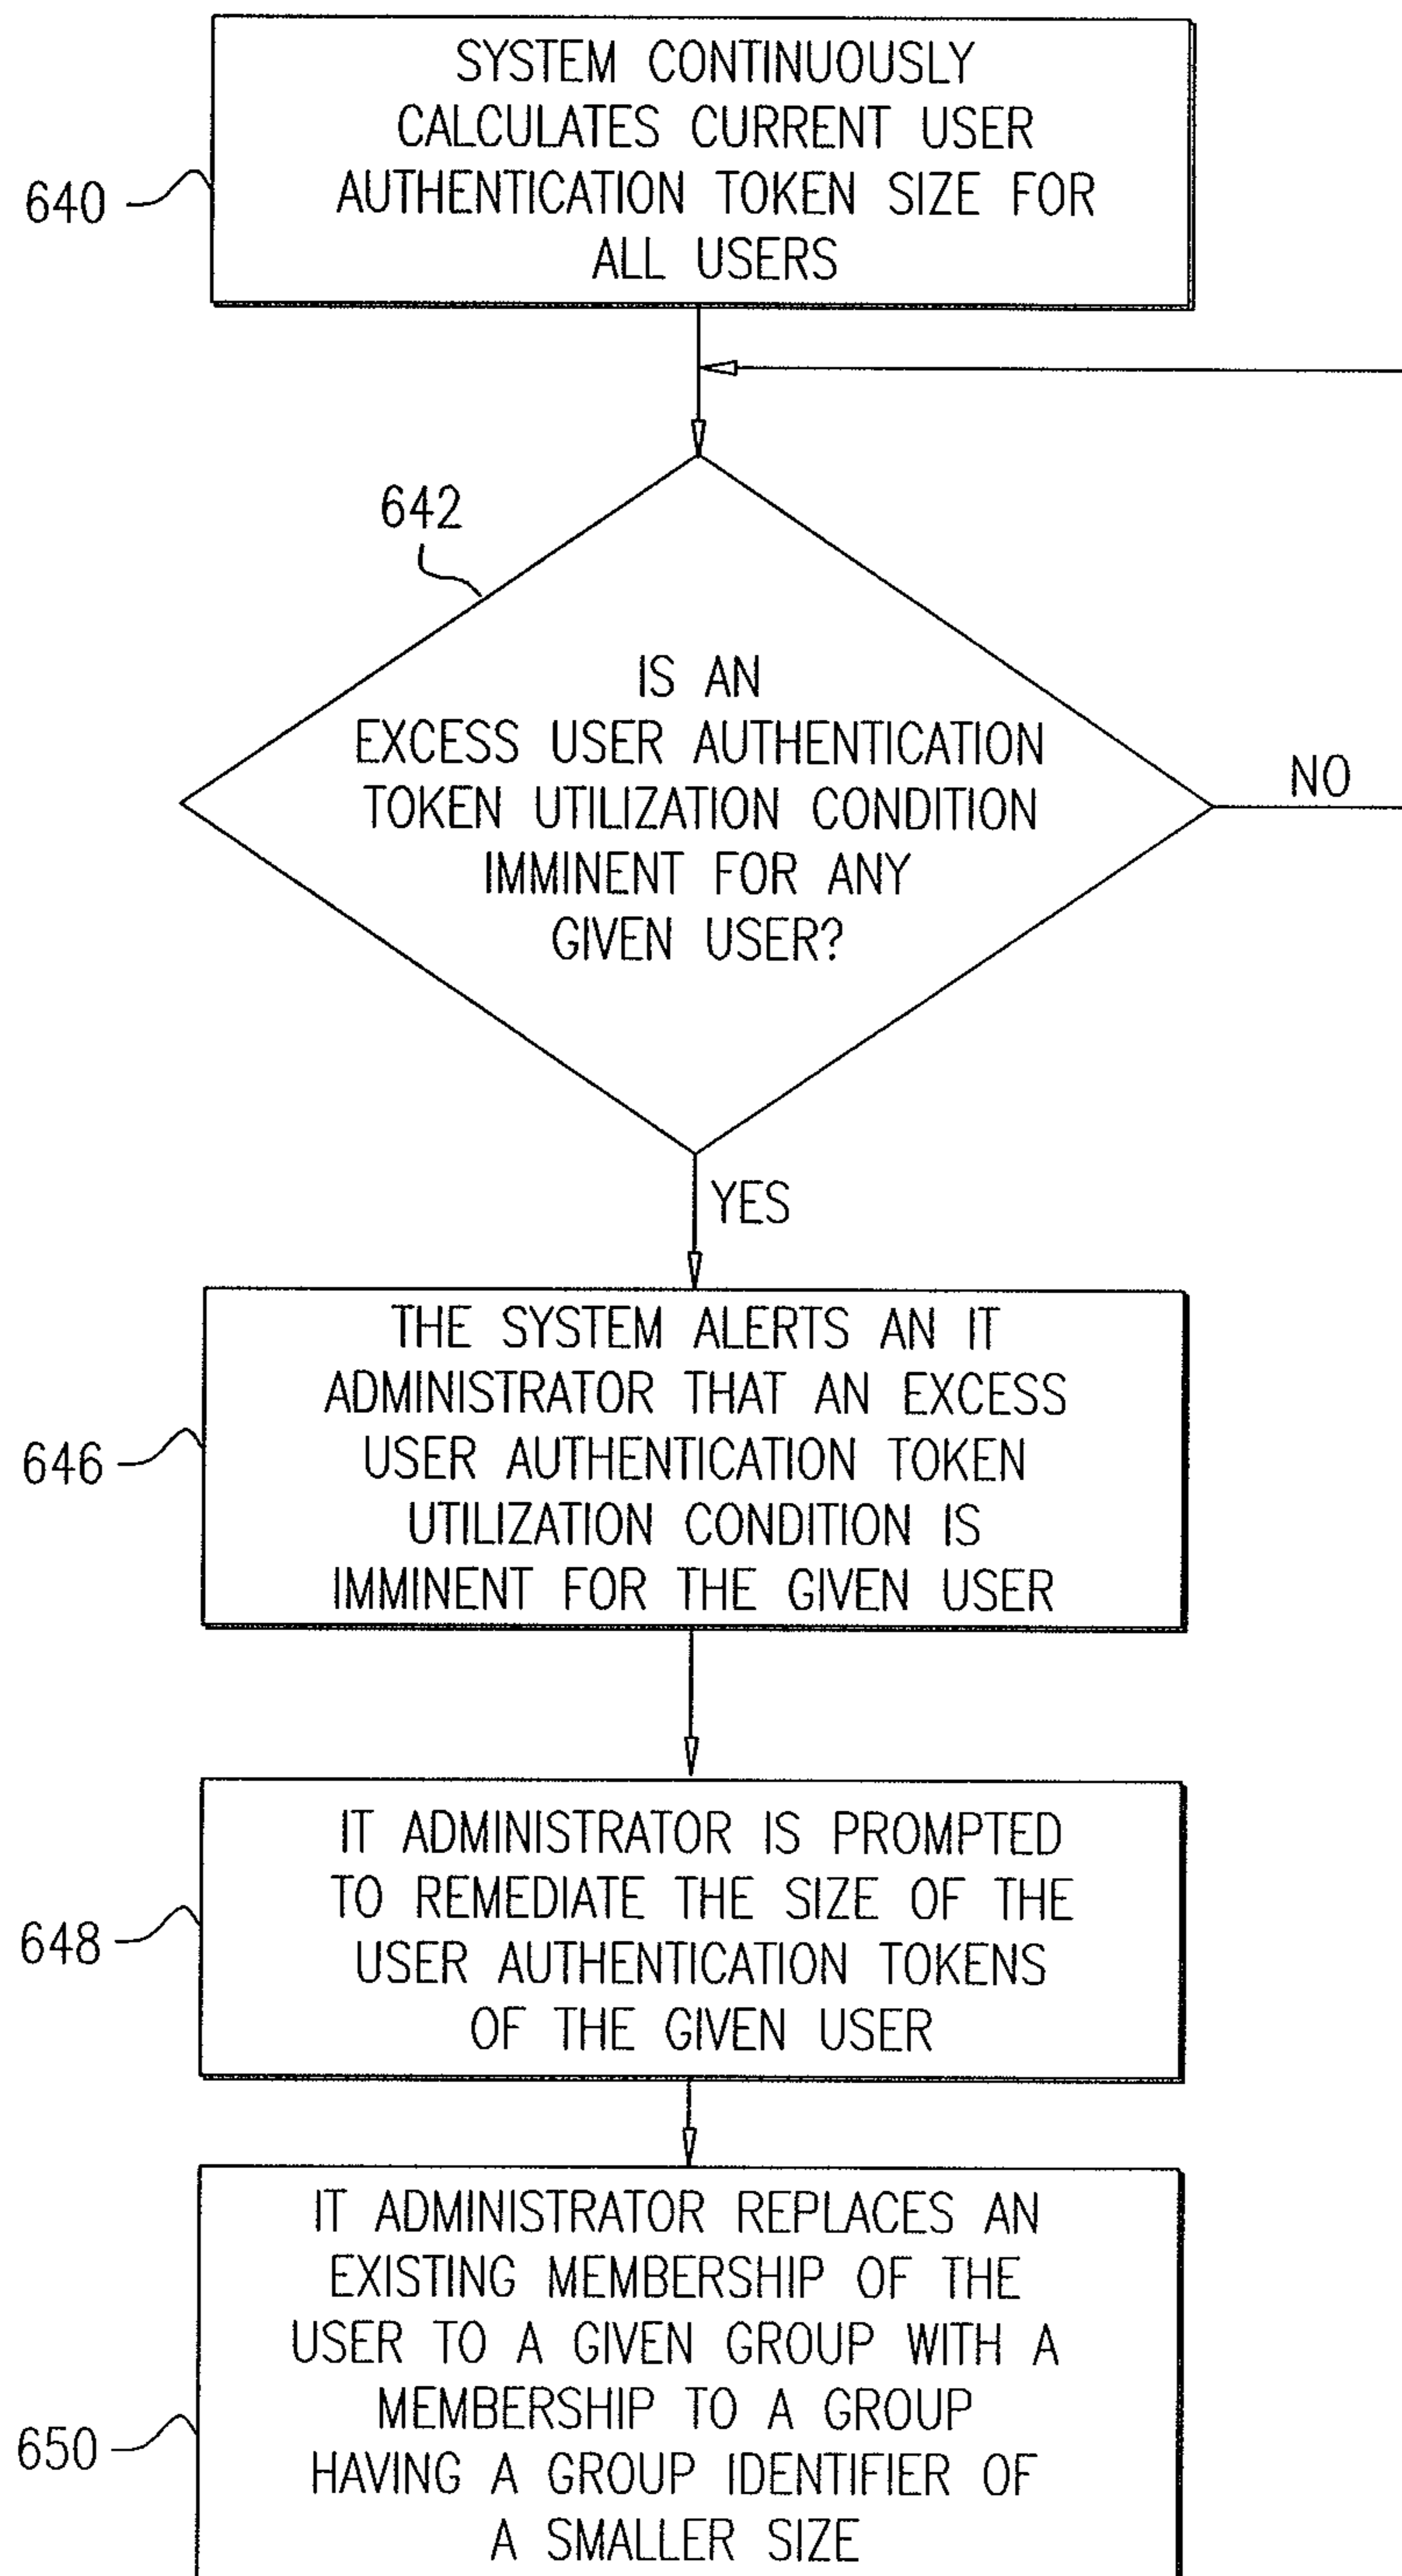 SYSTEM CONTINUOUSLY
CALCULATES CURRENT USER
AUTHENTICATION TOKEN SIZE FOR
ALL USERS
640
642
IS AN
EXCESS USER AUTHENTICATION
TOKEN UTILIZATION CONDITION
IMMINENT FOR ANY
GIVEN USER?
NO
YES
THE SYSTEM ALERTS AN IT
ADMINISTRATOR THAT AN EXCESS
USER AUTHENTICATION TOKEN
UTILIZATION CONDITION IS
IMMINENT FOR THE GIVEN USER
646
IT ADMINISTRATOR IS PROMPTED
TO REMEDIATE THE SIZE OF THE
USER AUTHENTICATION TOKENS
OF THE GIVEN USER
648
IT ADMINISTRATOR REPLACES AN
EXISTING MEMBERSHIP OF THE
USER TO A GIVEN GROUP WITH A
MEMBERSHIP TO A GROUP
HAVING A GROUP IDENTIFIER OF
A SMALLER SIZE
650